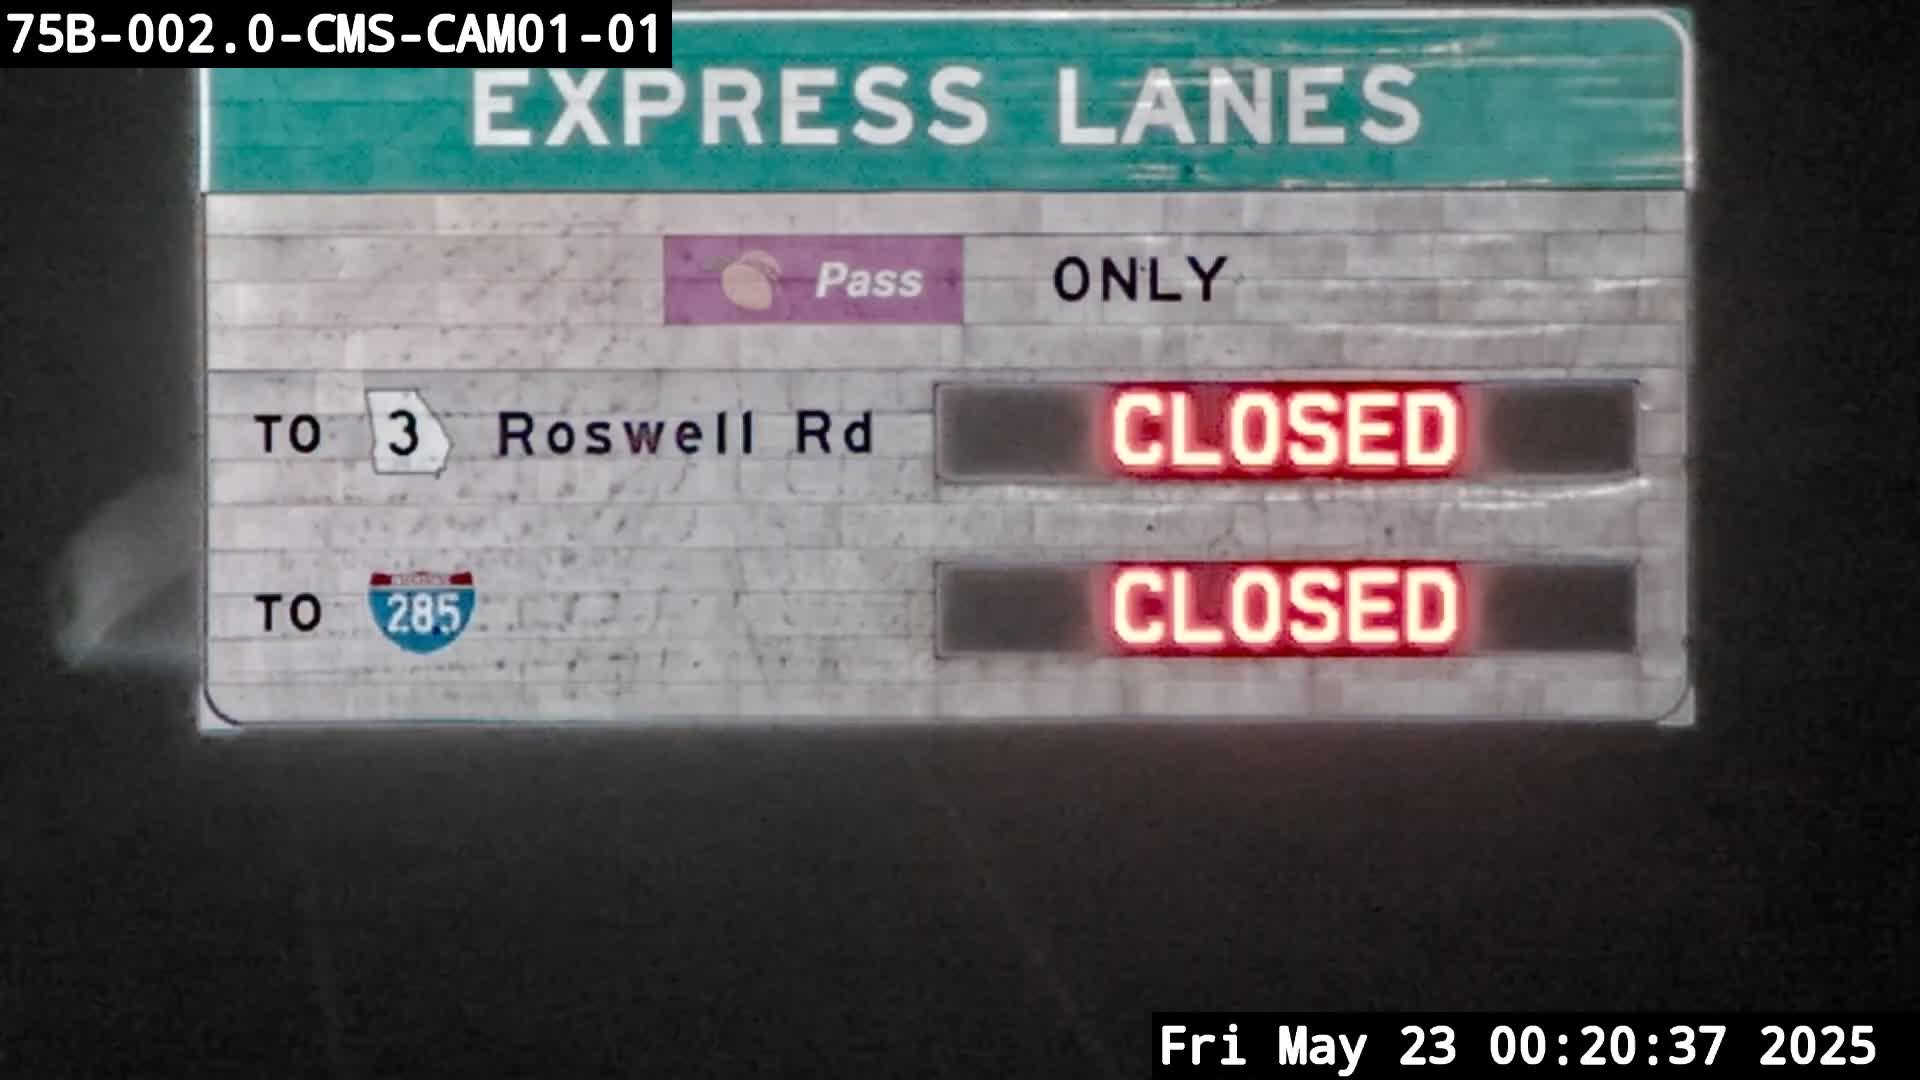 75B-002.0-CMS-CAM01-01
EXPRESS LANES
Pass ONLY
TO 3 Roswell Rd CLOSED
TO 285 CLOSED
Fri May 23 00:20:37 2025